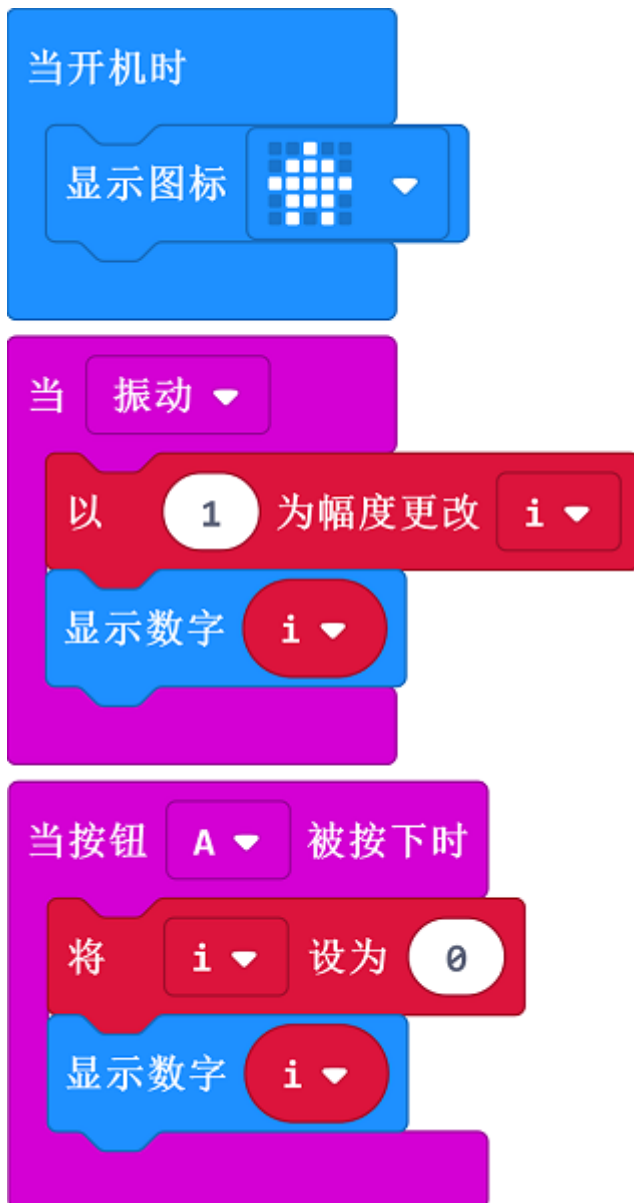 当开机时
显示图标
当 振动
以 1 为幅度更改 i
显示数字 i
当按钮 A 被按下时
将 i 设为 0
显示数字 i